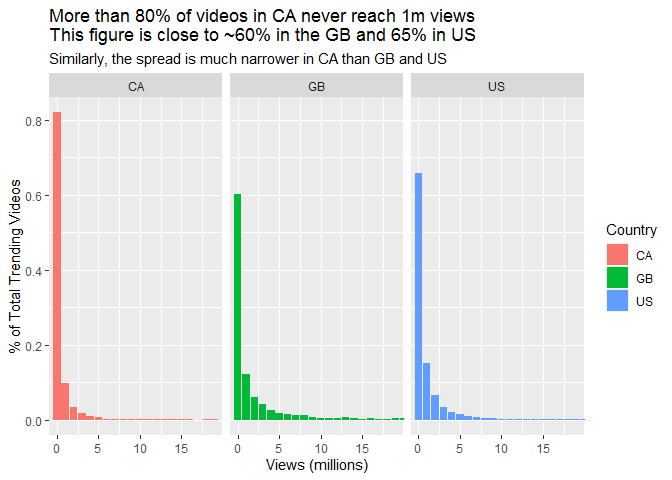 More than 80% of videos in CA never reach 1m views
This figure is close to ~60% in the GB and 65% in US
Similarly, the spread is much narrower in CA than GB and US
CA
GB
US
% of Total Trending Videos
0.8
0.6
0.4
0.2
0.0
0
5
10
15
0
5
10
15
0
5
10
15
Views (millions)
Country
CA
GB
US